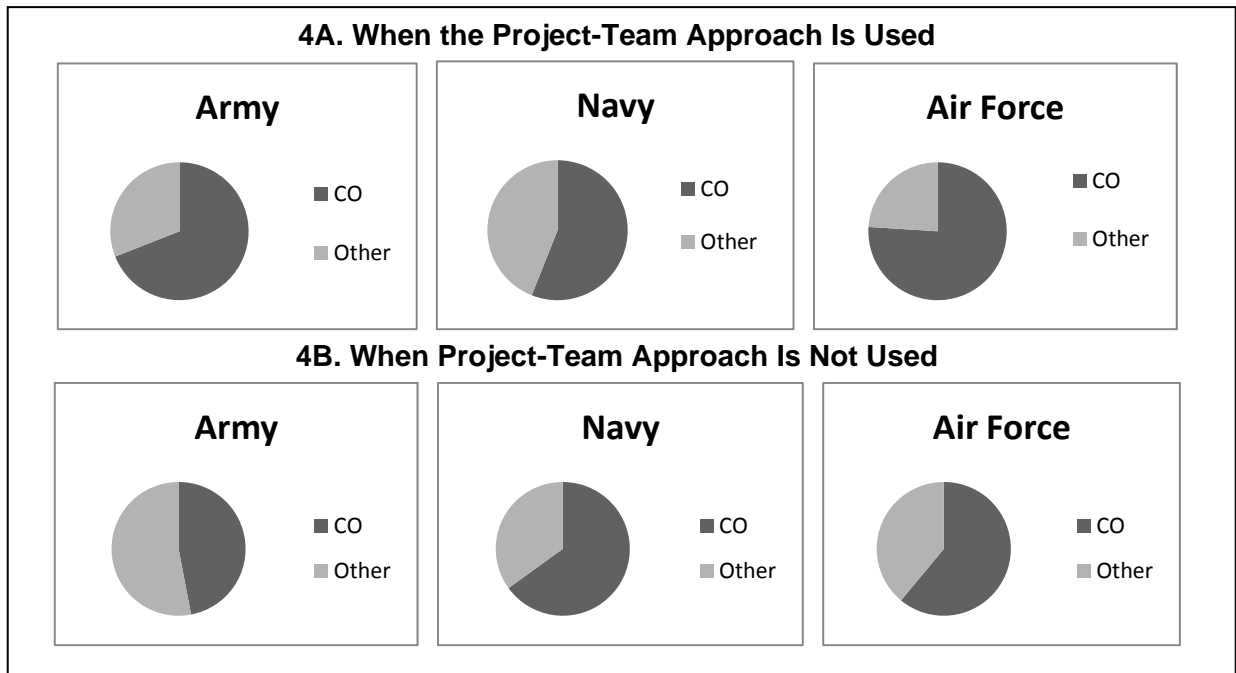 4A. When the Project-Team Approach Is Used
Army
CO
Other
Navy
CO
Other
Air Force
CO
Other
4B. When Project-Team Approach Is Not Used
Army
CO
Other
Navy
CO
Other
Air Force
CO
Other